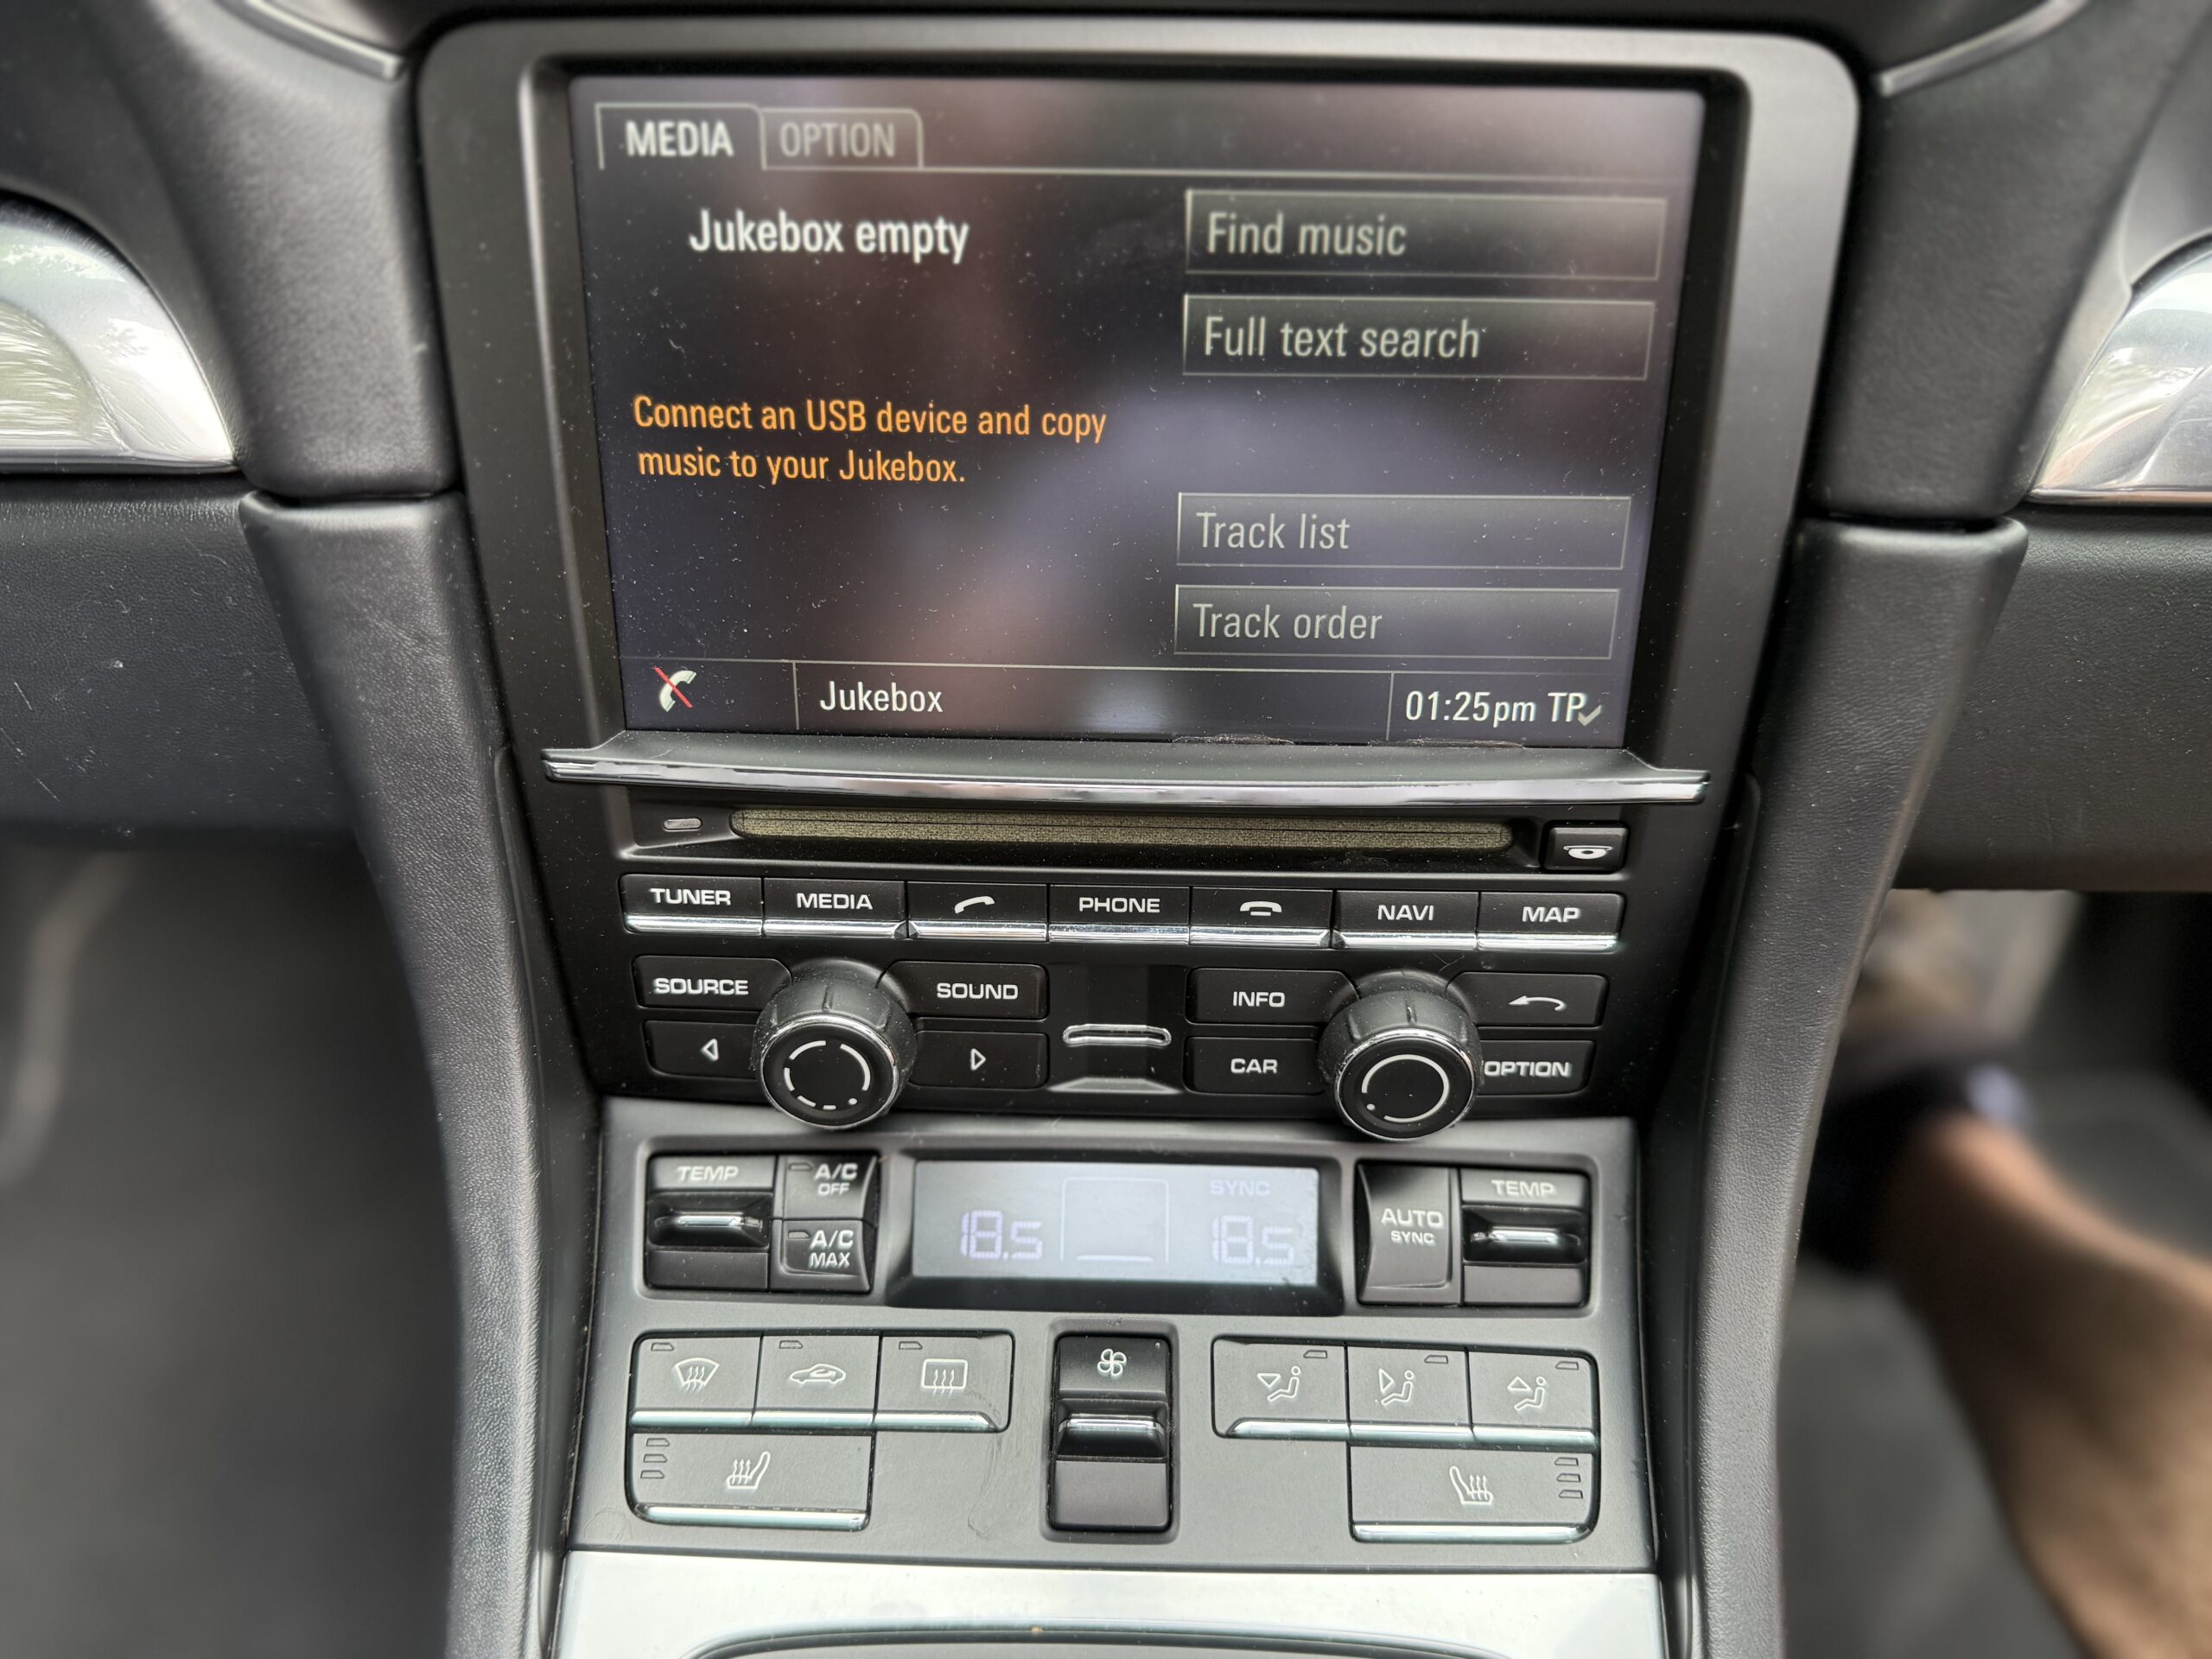 MEDIA OPTION
Jukebox empty
Find music
Full text search
Connect an USB device and copy
music to your Jukebox.
Track list
Track order
Jukebox
01:25pm TP
TUNER MEDIA PHONE NAVI MAP
SOURCE SOUND INFO
CAR OPTION
TEMP A/C OFF SYNC TEMP
18.5 18.5 AUTO SYNC
A/C MAX